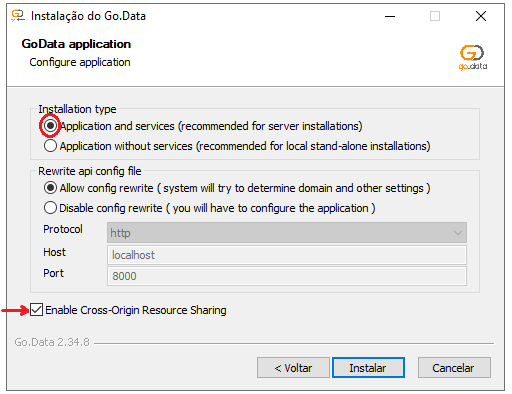 Instalação do Go.Data
GoData application
Configure application
go.data
Installation type
Application and services (recommended for server installations)
Application without services (recommended for local stand-alone installations)
Rewrite api config file
Allow config rewrite ( system will try to determine domain and other settings )
Disable config rewrite ( you will have to configure the application )
Protocol
http
Host
localhost
Port
8000
Enable Cross-Origin Resource Sharing
Go.Data 2.34.8
< Voltar
Instalar
Cancelar